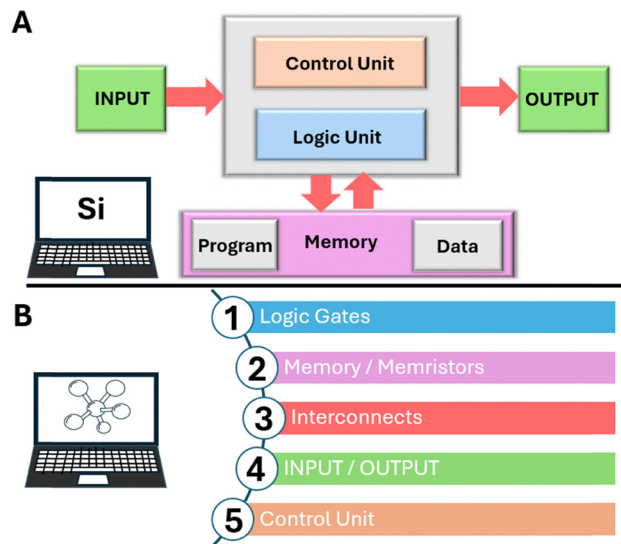 A
Control Unit
INPUT
OUTPUT
Logic Unit
Si
Program
Memory
Data
B
1
Logic Gates
2
Memory / Memristors
3
Interconnects
4
INPUT / OUTPUT
5
Control Unit